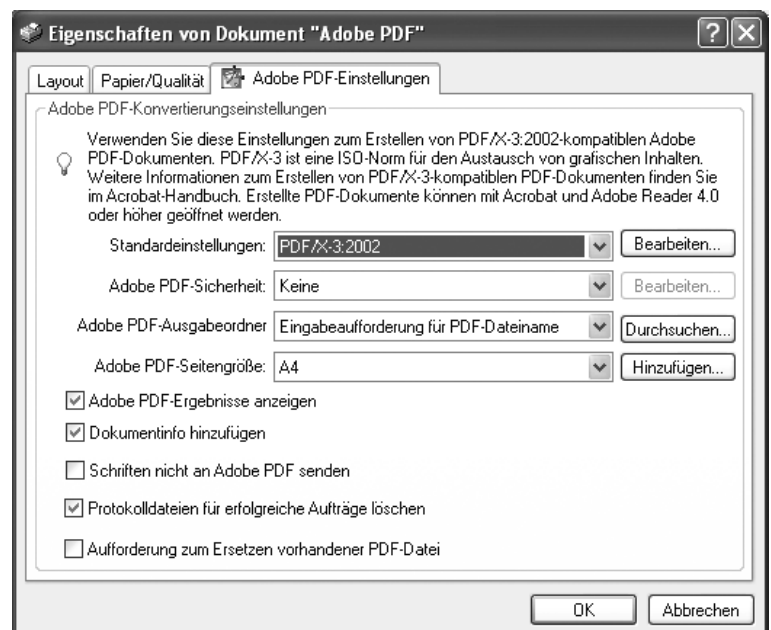 Eigenschaften von Dokument "Adobe PDF"
Layout Papier/Qualität Adobe PDF-Einstellungen
Adobe PDF-Konvertierungseinstellungen
Verwenden Sie diese Einstellungen zum Erstellen von PDF/X-3:2002-kompatiblen Adobe
PDF-Dokumenten. PDF/X-3 ist eine ISO-Norm für den Austausch von grafischen Inhalten.
Weitere Informationen zum Erstellen von PDF/X-3-kompatiblen PDF-Dokumenten finden Sie
im Acrobat-Handbuch. Erstellte PDF-Dokumente können mit Acrobat und Adobe Reader 4.0
oder höher geöffnet werden.
Standardeinstellungen: PDF/X-3:2002 Bearbeiten...
Adobe PDF-Sicherheit: Keine Bearbeiten...
Adobe PDF-Ausgabeordner Eingabeaufforderung für PDF-Dateiname Durchsuchen...
Adobe PDF-Seitengröße: A4 Hinzufügen...
Adobe PDF-Ergebnisse anzeigen
Dokumentinfo hinzufügen
Schriften nicht an Adobe PDF senden
Protokolldateien für erfolgreiche Aufträge löschen
Aufforderung zum Ersetzen vorhandener PDF-Datei
OK Abbrechen